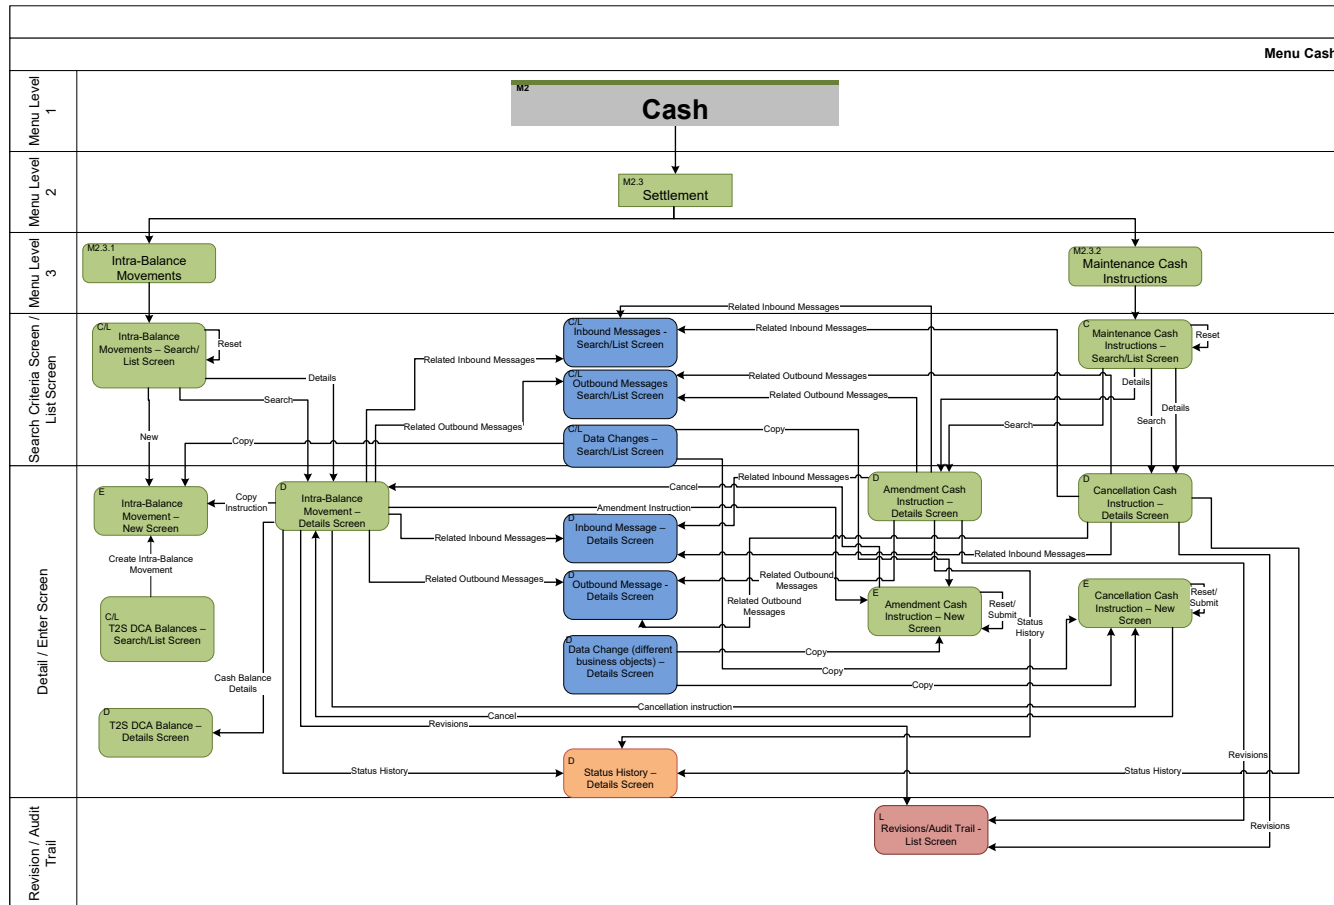 Menu Cash
Menu Level
1
M2
Cash
Menu Level
2
M2.3
Settlement
Menu Level
3
M2.3.1
Intra-Balance
Movements
M2.3.2
Maintenance Cash
Instructions
Search Criteria Screen /
List Screen
C/L
Intra-Balance
Movements – Search/
List Screen
Reset
Details
Search
New
Copy
Related Inbound Messages
Related Outbound Messages
C/L
Inbound Messages -
Search/List Screen
C/L
Outbound Messages
Search/List Screen
C/L
Data Changes –
Search/List Screen
Related Inbound Messages
Related Inbound Messages
Related Outbound Messages
Related Outbound Messages
Copy
Search
C
Maintenance Cash
Instructions –
Search/List Screen
Reset
Details
Details
Search
Detail / Enter Screen
E
Intra-Balance
Movement –
New Screen
Copy
Instruction
D
Intra-Balance
Movement –
Details Screen
Create Intra-Balance
Movement
C/L
T2S DCA Balances –
Search/List Screen
Cash Balance
Details
D
T2S DCA Balance –
Details Screen
Cancel
Amendment Instruction
Related Inbound Messages
Related Inbound Messages
Related Outbound Messages
D
Inbound Message –
Details Screen
D
Outbound Message -
Details Screen
D
Data Change (different
business objects) –
Details Screen
D
Amendment Cash
Instruction –
Details Screen
D
Cancellation Cash
Instruction –
Details Screen
Related Inbound Messages
Related Outbound
Messages
Related Outbound
Messages
E
Amendment Cash
Instruction – New
Screen
Reset/
Submit
Status
History
E
Cancellation Cash
Instruction – New
Screen
Reset/
Submit
Copy
Copy
Copy
Cancellation instruction
Cancel
Revisions
Status History
D
Status History –
Details Screen
Status History
Revisions
Revision / Audit
Trail
L
Revisions/Audit Trail -
List Screen
Revisions